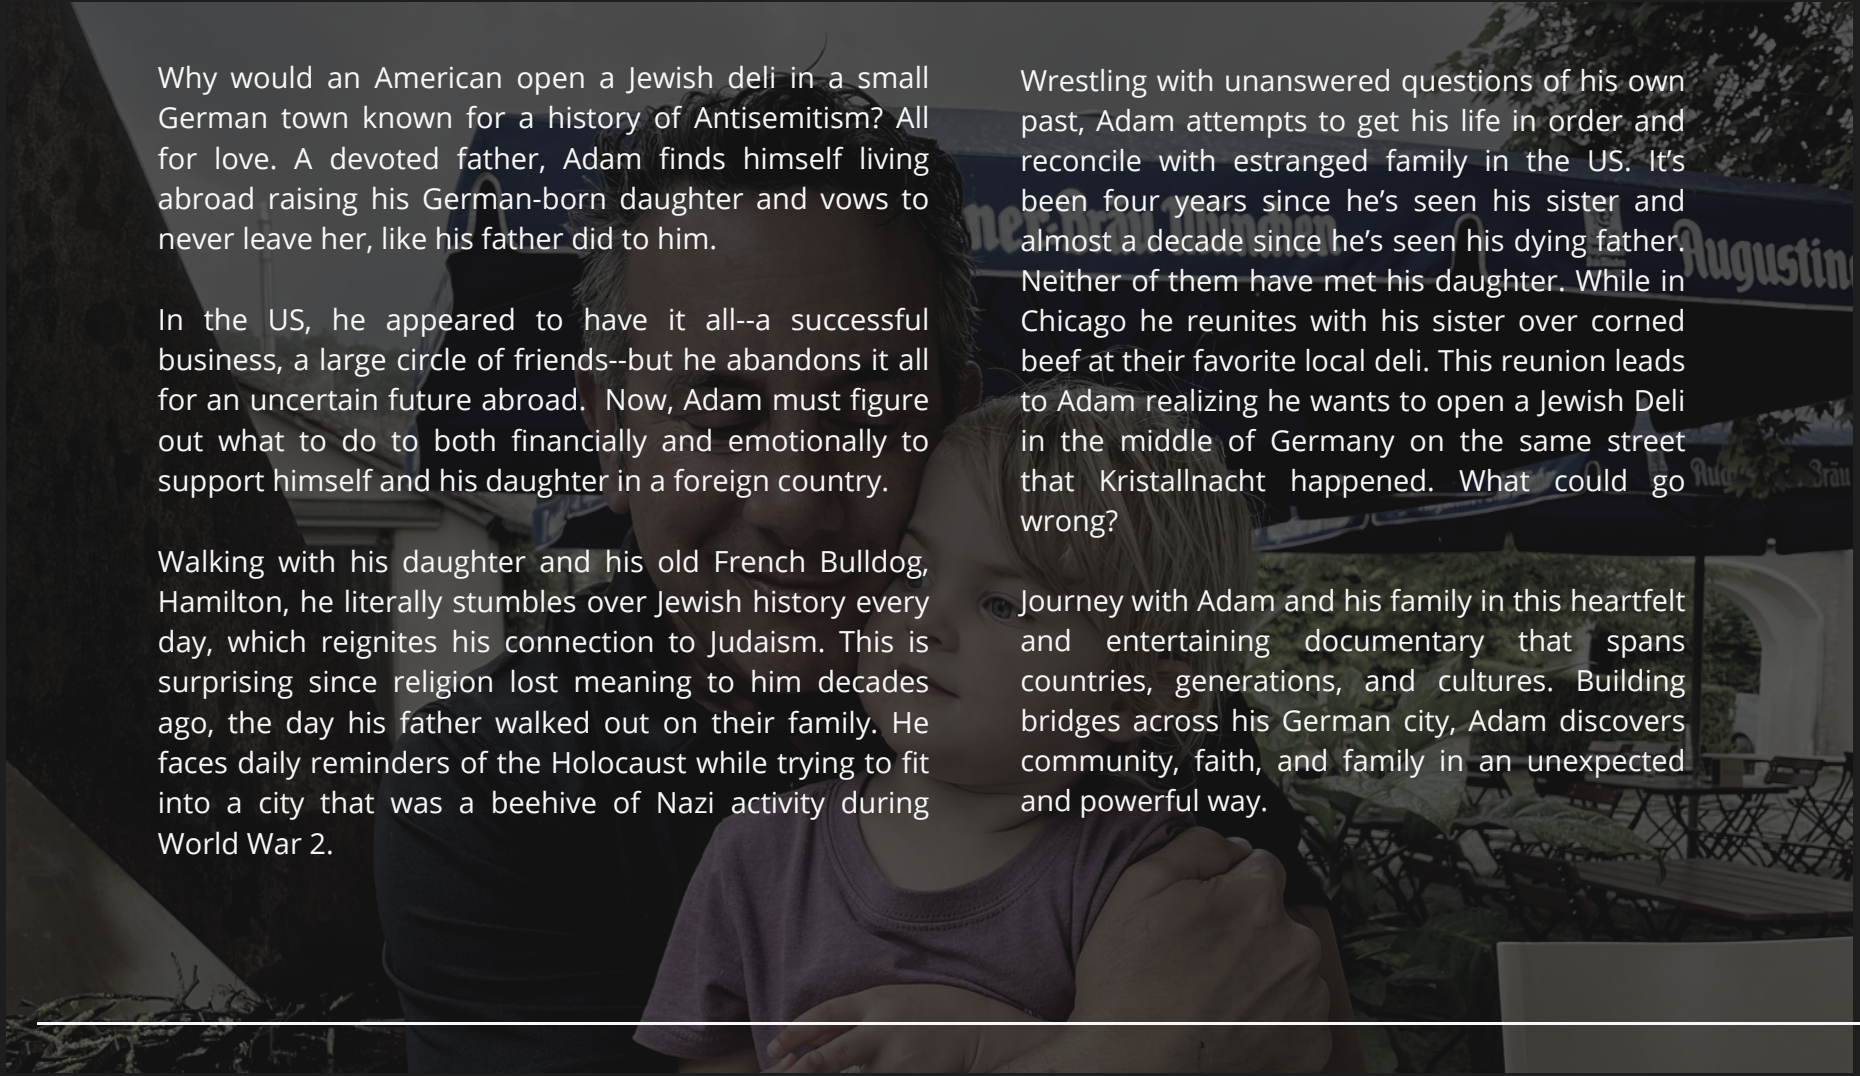 Why would an American open a Jewish deli in a small
German town known for a history of Antisemitism? All
for love. A devoted father, Adam finds himself living
abroad raising his German-born daughter and vows to
never leave her, like his father did to him.
In the US, he appeared to have it all--a successful
business, a large circle of friends--but he abandons it all
for an uncertain future abroad. Now, Adam must figure
out what to do to both financially and emotionally to
support himself and his daughter in a foreign country.
Walking with his daughter and his old French Bulldog,
Hamilton, he literally stumbles over Jewish history every
day, which reignites his connection to Judaism. This is
surprising since religion lost meaning to him decades
ago, the day his father walked out on their family. He
faces daily reminders of the Holocaust while trying to fit
into a city that was a beehive of Nazi activity during
World War 2.
Wrestling with unanswered questions of his own
past, Adam attempts to get his life in order and
reconcile with estranged family in the US. It’s
been four years since he’s seen his sister and
almost a decade since he’s seen his dying father.
Neither of them have met his daughter. While in
Chicago he reunites with his sister over corned
beef at their favorite local deli. This reunion leads
to Adam realizing he wants to open a Jewish Deli
in the middle of Germany on the same street
that Kristallnacht happened. What could go
wrong?
Journey with Adam and his family in this heartfelt
and entertaining documentary that spans
countries, generations, and cultures. Building
bridges across his German city, Adam discovers
community, faith, and family in an unexpected
and powerful way.
ner-Bräu München
Augustine
Aug
Bräu